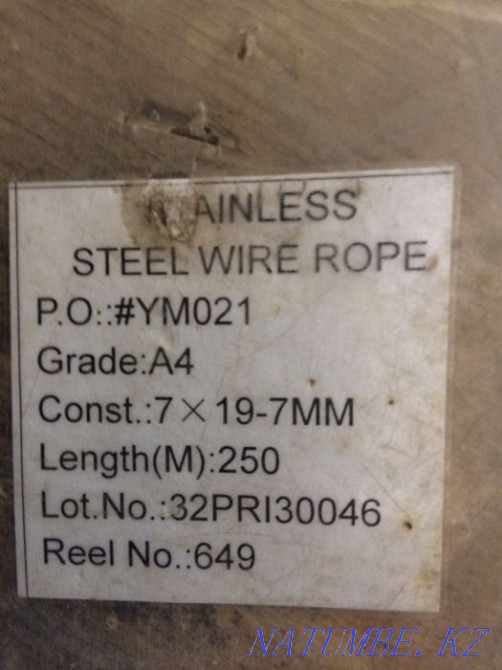 AINLESS
STEEL WIRE ROPE
P.O.:#YM021
Grade:A4
Const.:7×19-7MM
Length(M):250
Lot.No.:32PRI30046
Reel No.:649
NATUMBE.KZ